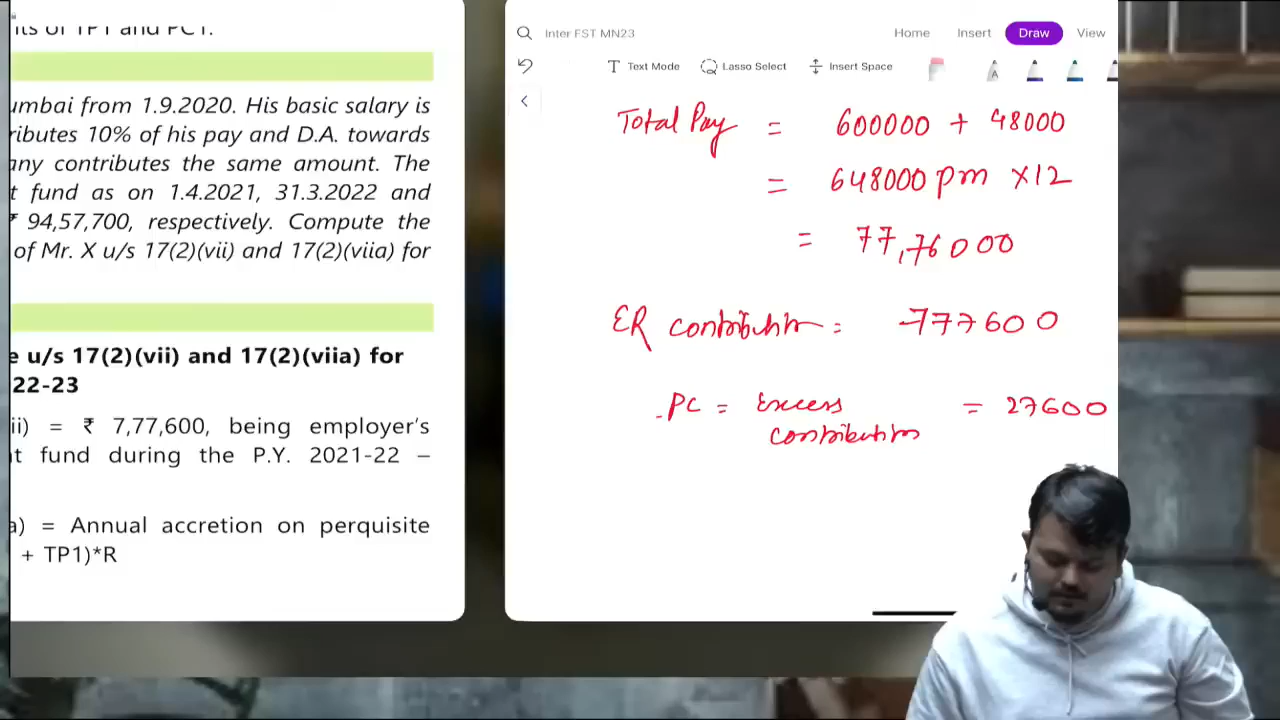 its of TP1 and PC1.
umbai from 1.9.2020. His basic salary is
ributes 10% of his pay and D.A. towards
any contributes the same amount. The
t fund as on 1.4.2021, 31.3.2022 and
₹ 94,57,700, respectively. Compute the
of Mr. X u/s 17(2)(vii) and 17(2)(viia) for
e u/s 17(2)(vii) and 17(2)(viia) for
22-23
ii) = ₹ 7,77,600, being employer's
t fund during the P.Y. 2021-22 –
a) = Annual accretion on perquisite
+ TP1)*R
Inter FST MN23 Home Insert Draw View
Text Mode Lasso Select Insert Space
Total Pay = 600000 + 48000
= 648000 pm ×12
= 77,76000
ER contribution = 777600
PC = Excess = 27600
contribution